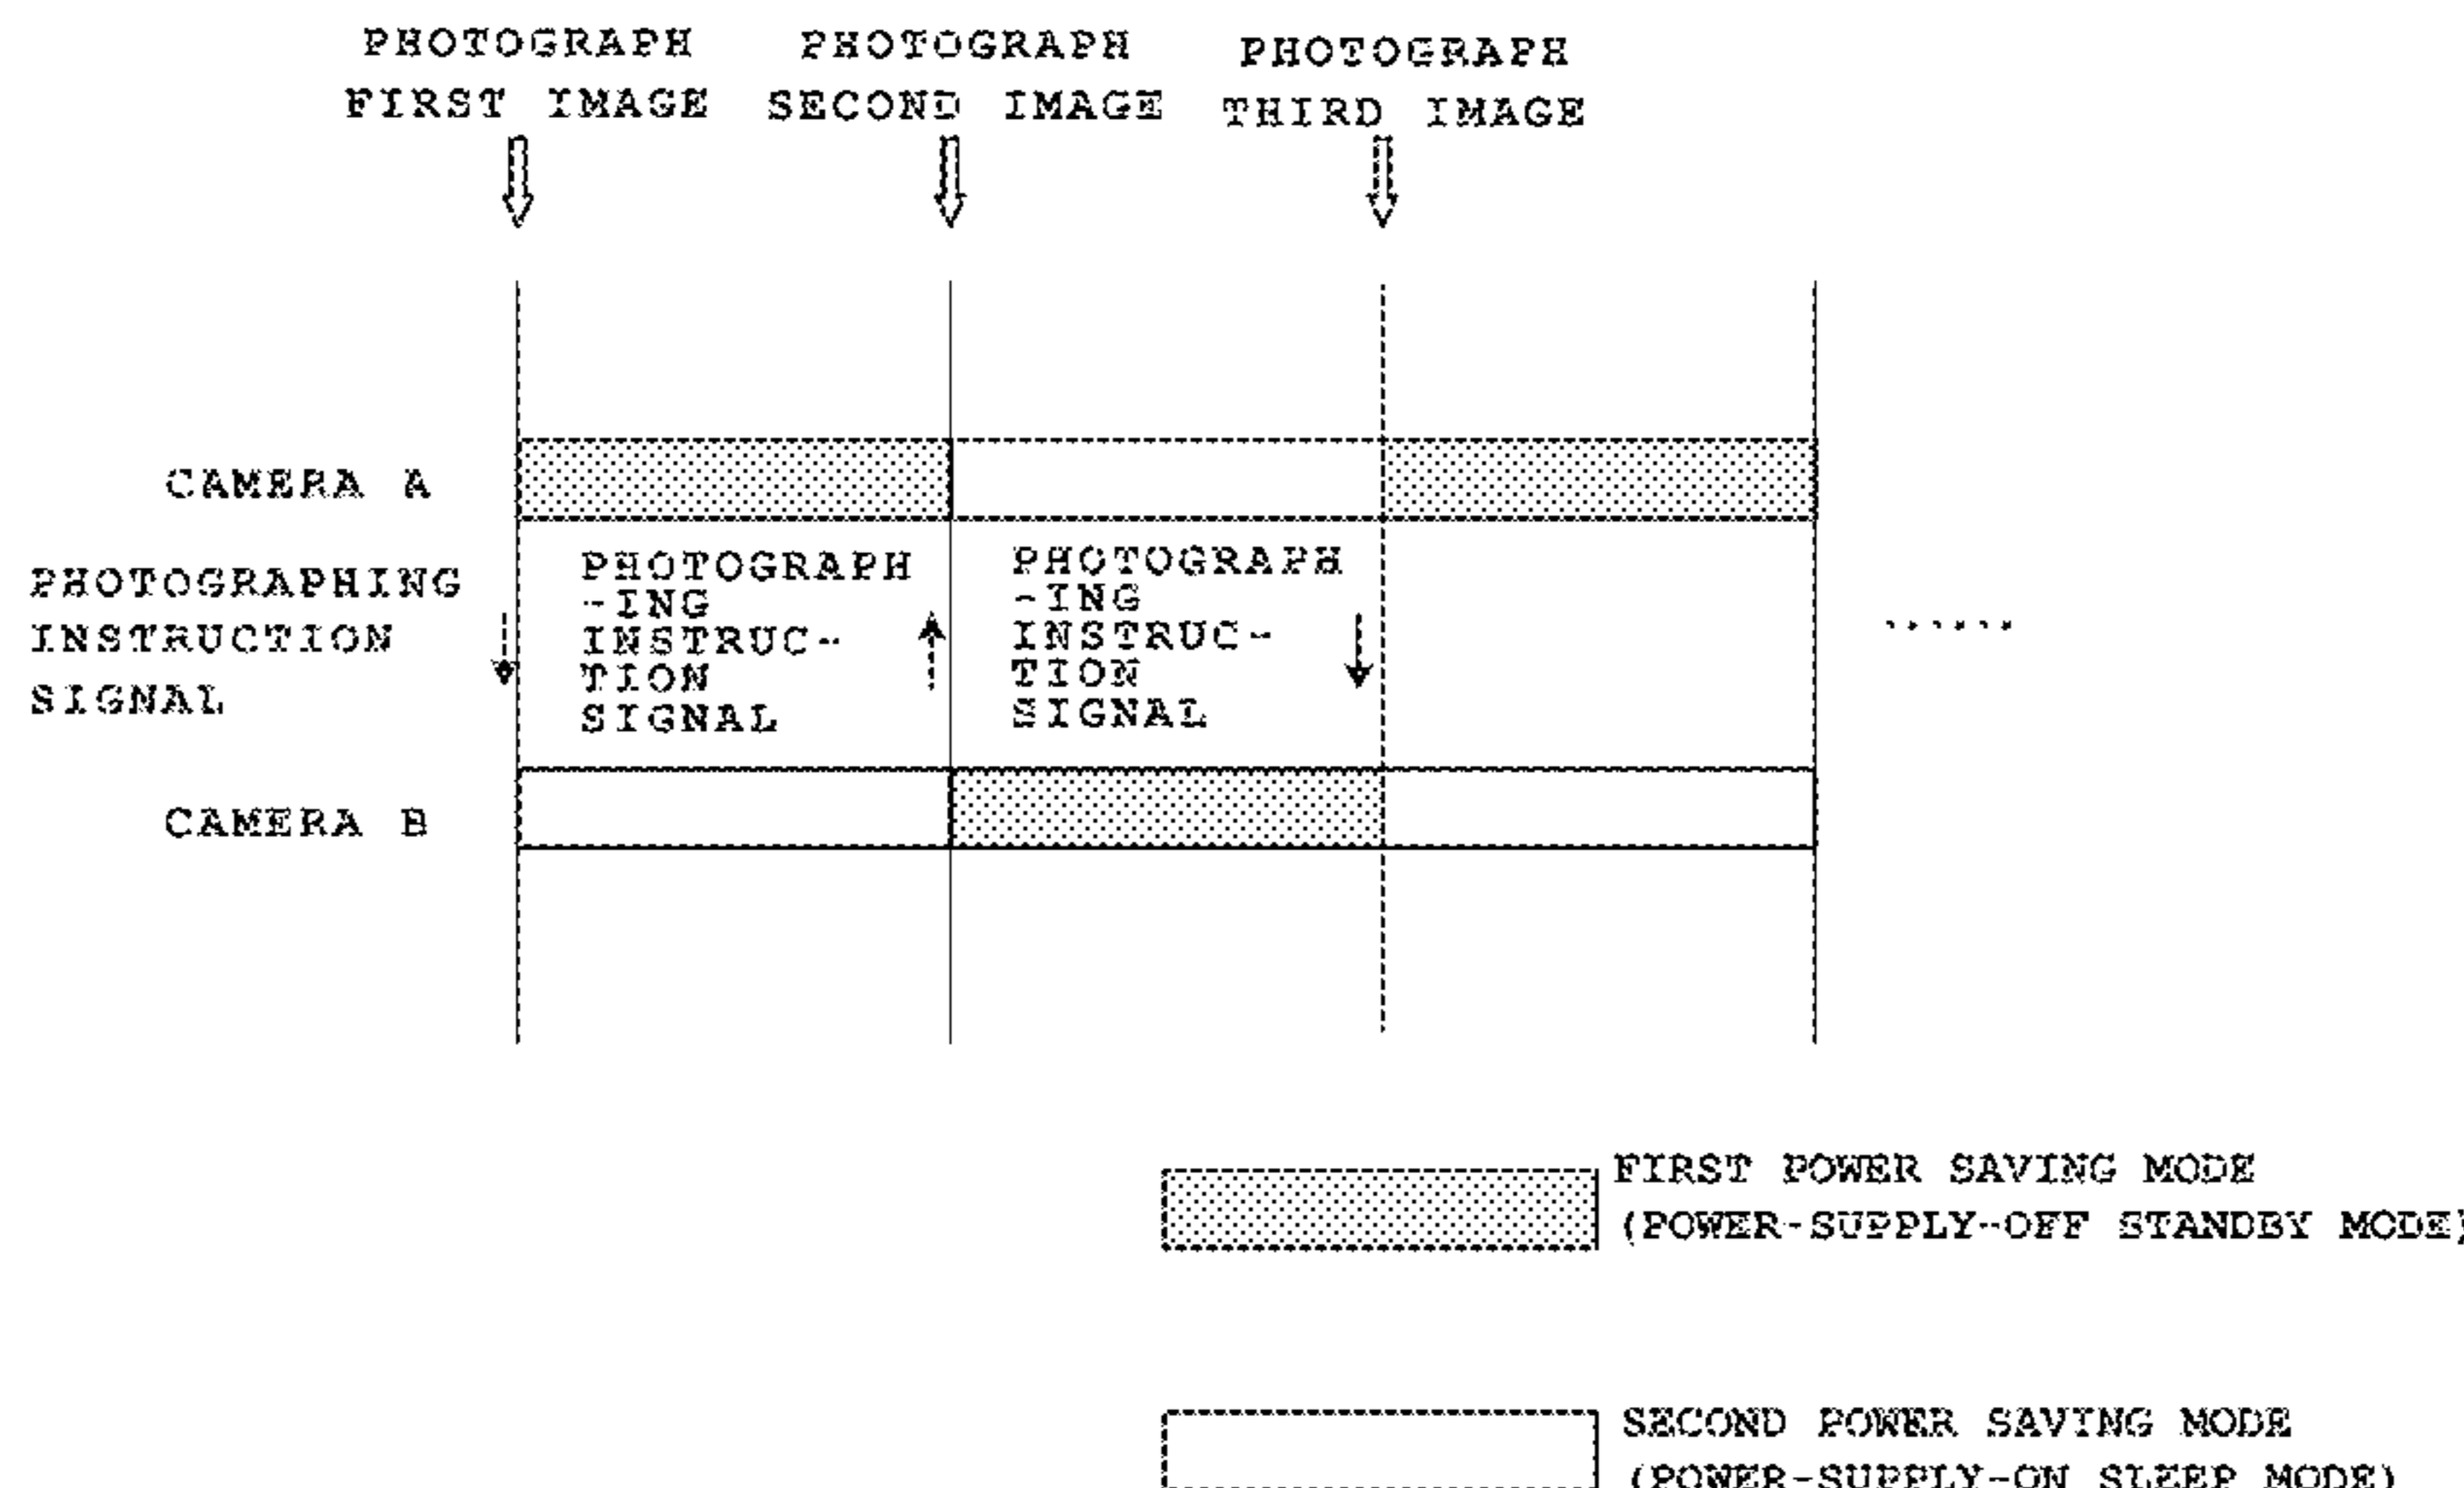 PHOTOGRAPH
FIRST IMAGE
PHOTOGRAPH
SECOND IMAGE
PHOTOGRAPH
THIRD IMAGE
CAMERA A
PHOTOGRAPHING
INSTRUCTION
SIGNAL
PHOTOGRAPH
-ING
INSTRUC-
TION
SIGNAL
PHOTOGRAPH
-ING
INSTRUC-
TION
SIGNAL
......
CAMERA B
FIRST POWER SAVING MODE
(POWER-SUPPLY-OFF STANDBY MODE)
SECOND POWER SAVING MODE
(POWER-SUPPLY-ON SLEEP MODE)